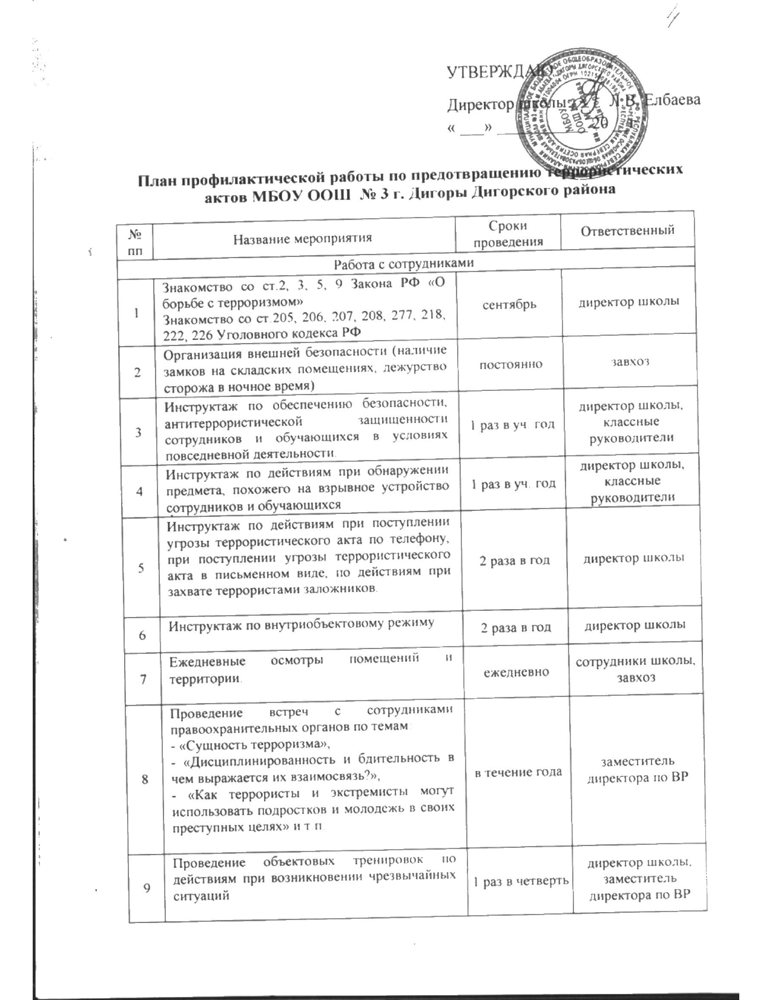 УТВЕРЖДАЮ
Директор школы: Л.В. Елбаева
« ___» ____________ 20
План профилактической работы по предотвращению террористических
актов МБОУ ООШ № 3 г. Дигоры Дигорского района
№
пп
Название мероприятия
Сроки
проведения
Ответственный
Работа с сотрудниками
1
Знакомство со ст.2, 3, 5, 9 Закона РФ «О
борьбе с терроризмом»
Знакомство со ст.205, 206, 207, 208, 277, 218,
222, 226 Уголовного кодекса РФ
сентябрь
директор школы
2
Организация внешней безопасности (наличие
замков на складских помещениях, дежурство
сторожа в ночное время)
постоянно
завхоз
3
Инструктаж по обеспечению безопасности,
антитеррористической защищенности
сотрудников и обучающихся в условиях
повседневной деятельности.
1 раз в уч. год
директор школы,
классные
руководители
4
Инструктаж по действиям при обнаружении
предмета, похожего на взрывное устройство
сотрудников и обучающихся
1 раз в уч. год
директор школы,
классные
руководители
5
Инструктаж по действиям при поступлении
угрозы террористического акта по телефону,
при поступлении угрозы террористического
акта в письменном виде, по действиям при
захвате террористами заложников.
2 раза в год
директор школы
6
Инструктаж по внутриобъектовому режиму
2 раза в год
директор школы
7
Ежедневные осмотры помещений и
территории.
ежедневно
сотрудники школы,
завхоз
8
Проведение встреч с сотрудниками
правоохранительных органов по темам
- «Сущность терроризма»,
- «Дисциплинированность и бдительность в
чем выражается их взаимосвязь?»,
- «Как террористы и экстремисты могут
использовать подростков и молодежь в своих
преступных целях» и т.п.
в течение года
заместитель
директора по ВР
9
Проведение объектовых тренировок по
действиям при возникновении чрезвычайных
ситуаций
1 раз в четверть
директор школы,
заместитель
директора по ВР